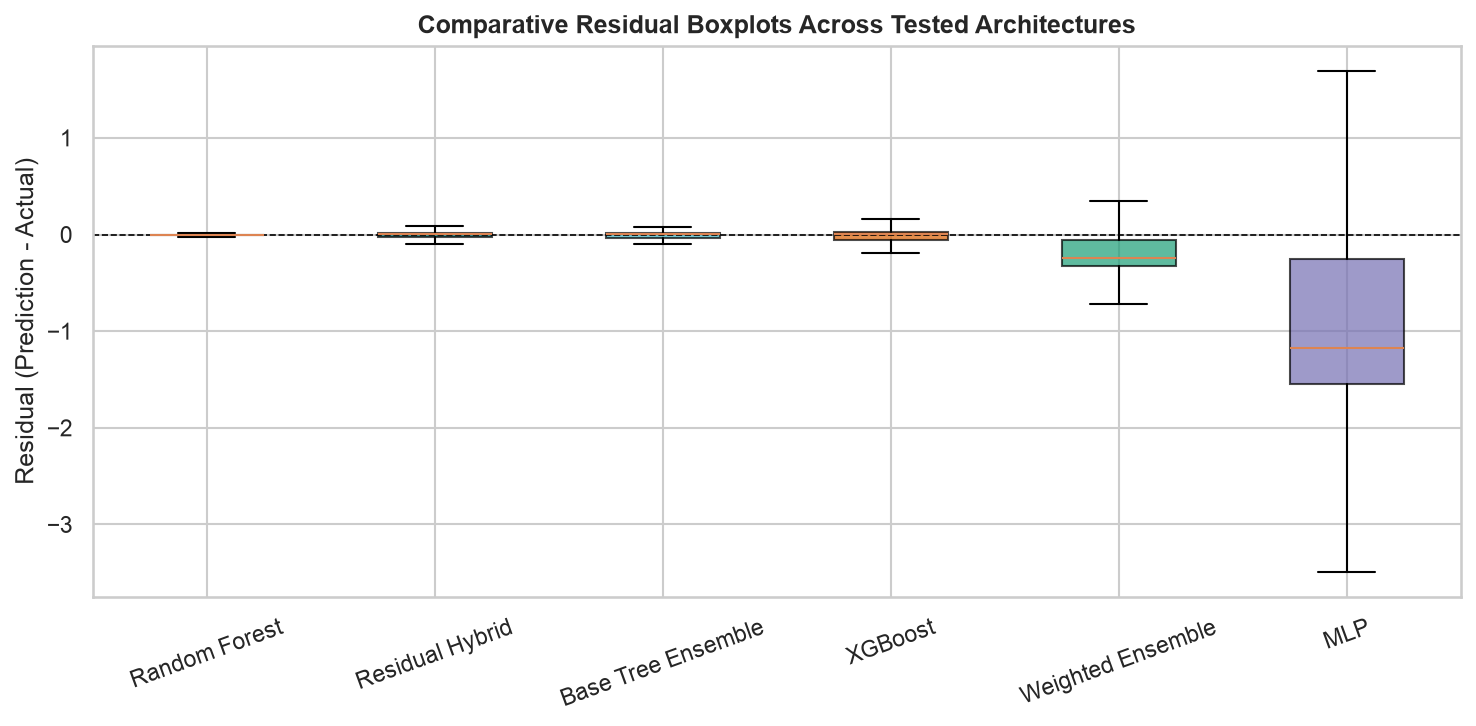 Comparative Residual Boxplots Across Tested Architectures
Residual (Prediction - Actual)
1
0
−1
−2
−3
Random Forest
Residual Hybrid
Base Tree Ensemble
XGBoost
Weighted Ensemble
MLP